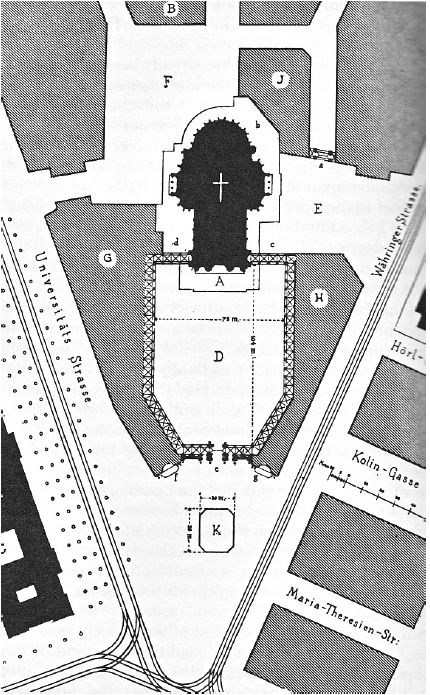 B
F
J
b
a
E
Währinger Strasse.
d
c
G
A
H
Universitäts Strasse
75 m.
D
Hörl-
e
f
g
Kolin-Gasse
K
Maria-Theresien-Str: